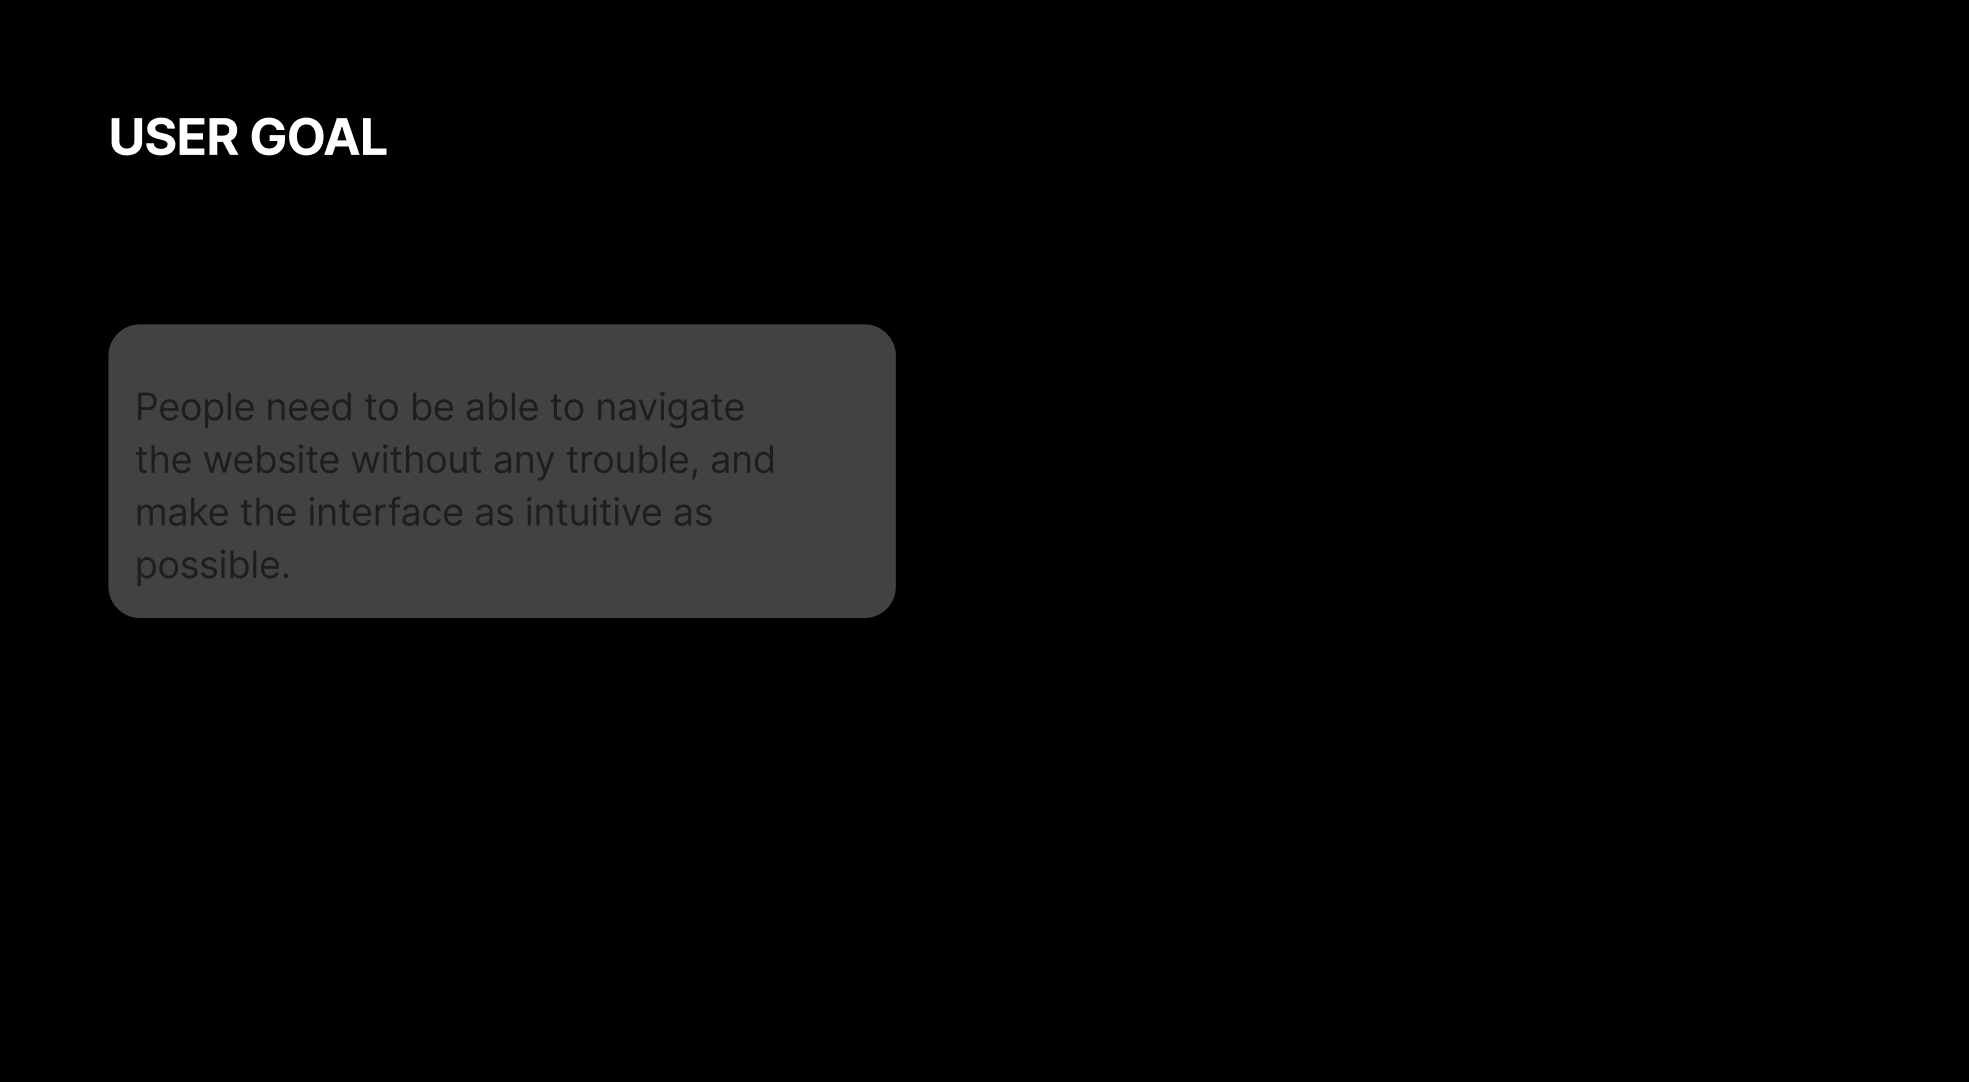 USER GOAL
People need to be able to navigate
the website without any trouble, and
make the interface as intuitive as
possible.